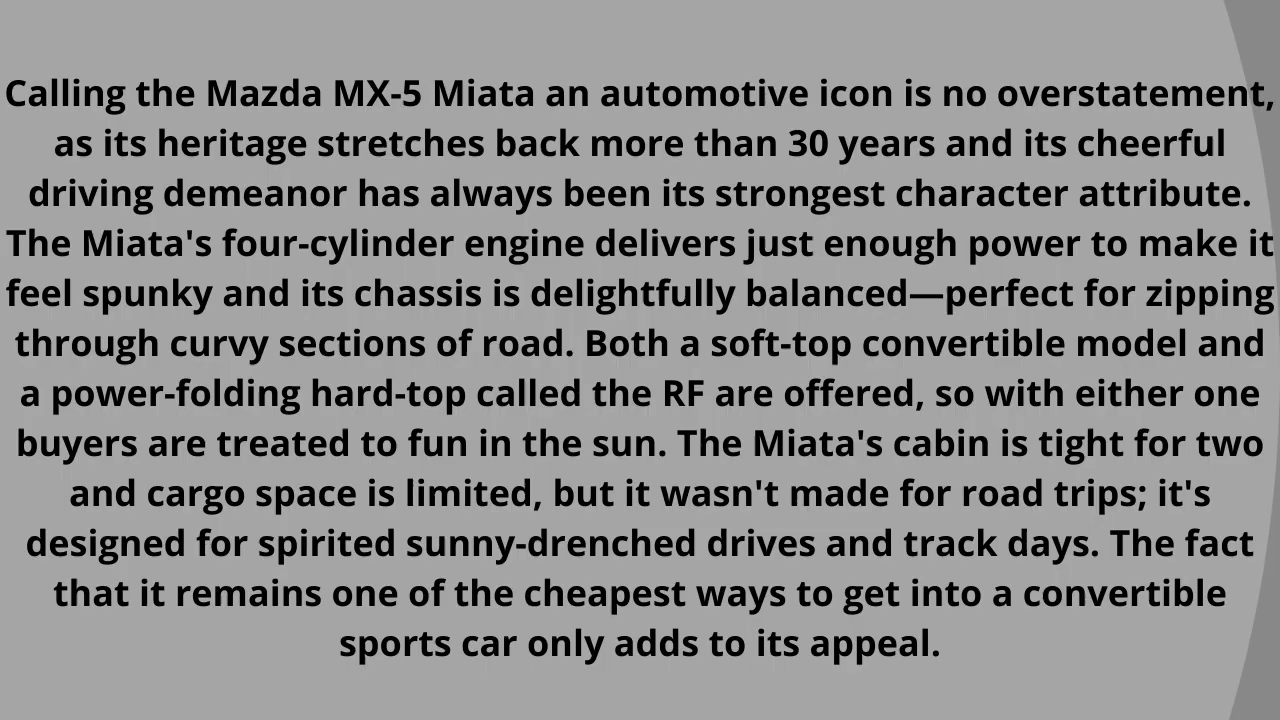 Calling the Mazda MX-5 Miata an automotive icon is no overstatement,
as its heritage stretches back more than 30 years and its cheerful
driving demeanor has always been its strongest character attribute.
The Miata's four-cylinder engine delivers just enough power to make it
feel spunky and its chassis is delightfully balanced—perfect for zipping
through curvy sections of road. Both a soft-top convertible model and
a power-folding hard-top called the RF are offered, so with either one
buyers are treated to fun in the sun. The Miata's cabin is tight for two
and cargo space is limited, but it wasn't made for road trips; it's
designed for spirited sunny-drenched drives and track days. The fact
that it remains one of the cheapest ways to get into a convertible
sports car only adds to its appeal.